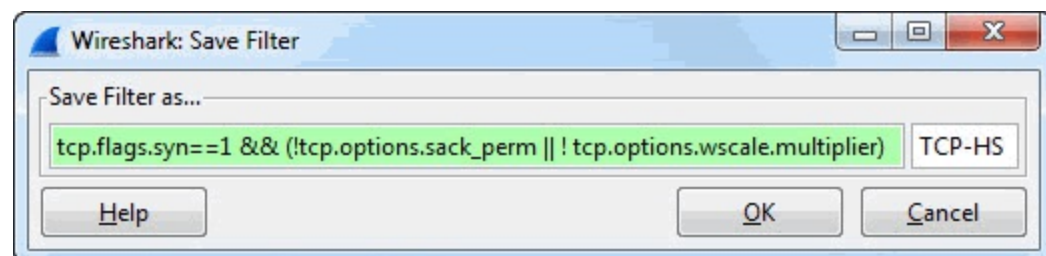 Wireshark: Save Filter
Save Filter as...
tcp.flags.syn==1 && (!tcp.options.sack_perm || ! tcp.options.wscale.multiplier) TCP-HS
Help OK Cancel